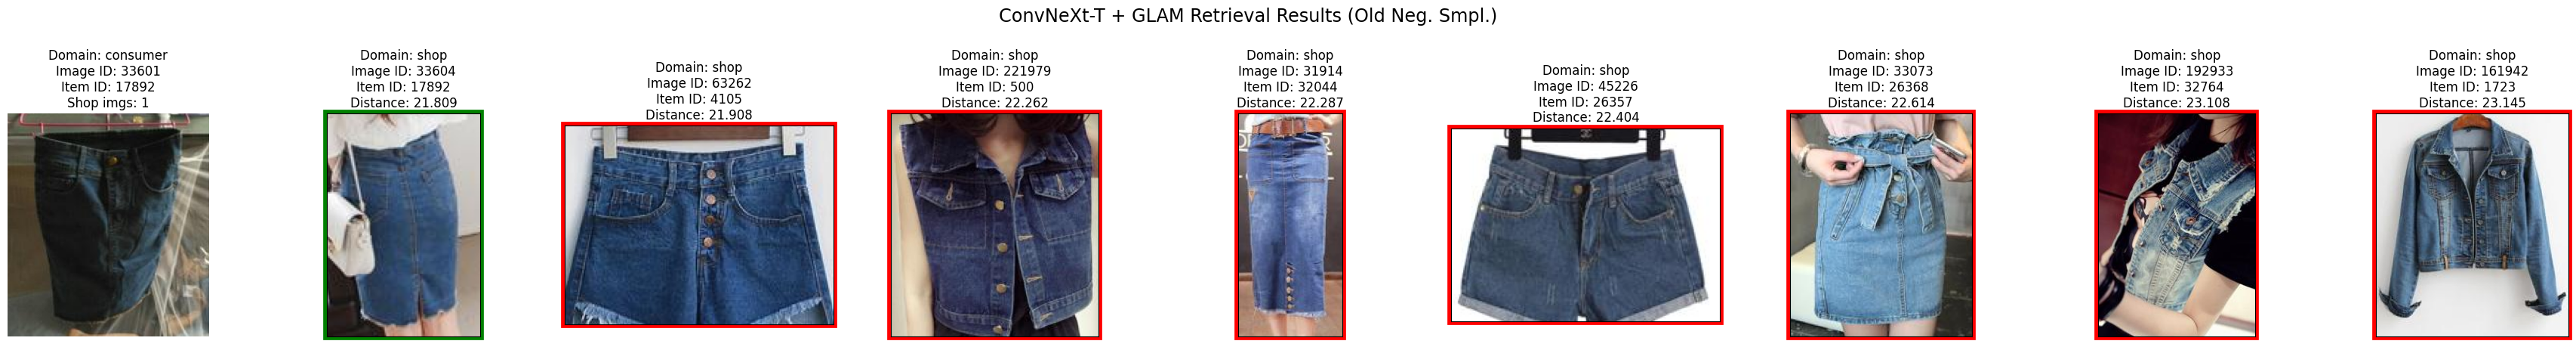 ConvNeXt-T + GLAM Retrieval Results (Old Neg. Smpl.)
Domain: consumer
Image ID: 33601
Item ID: 17892
Shop imgs: 1
Domain: shop
Image ID: 33604
Item ID: 17892
Distance: 21.809
Domain: shop
Image ID: 63262
Item ID: 4105
Distance: 21.908
Domain: shop
Image ID: 221979
Item ID: 500
Distance: 22.262
Domain: shop
Image ID: 31914
Item ID: 32044
Distance: 22.287
Domain: shop
Image ID: 45226
Item ID: 26357
Distance: 22.404
Domain: shop
Image ID: 33073
Item ID: 26368
Distance: 22.614
Domain: shop
Image ID: 192933
Item ID: 32764
Distance: 23.108
Domain: shop
Image ID: 161942
Item ID: 1723
Distance: 23.145